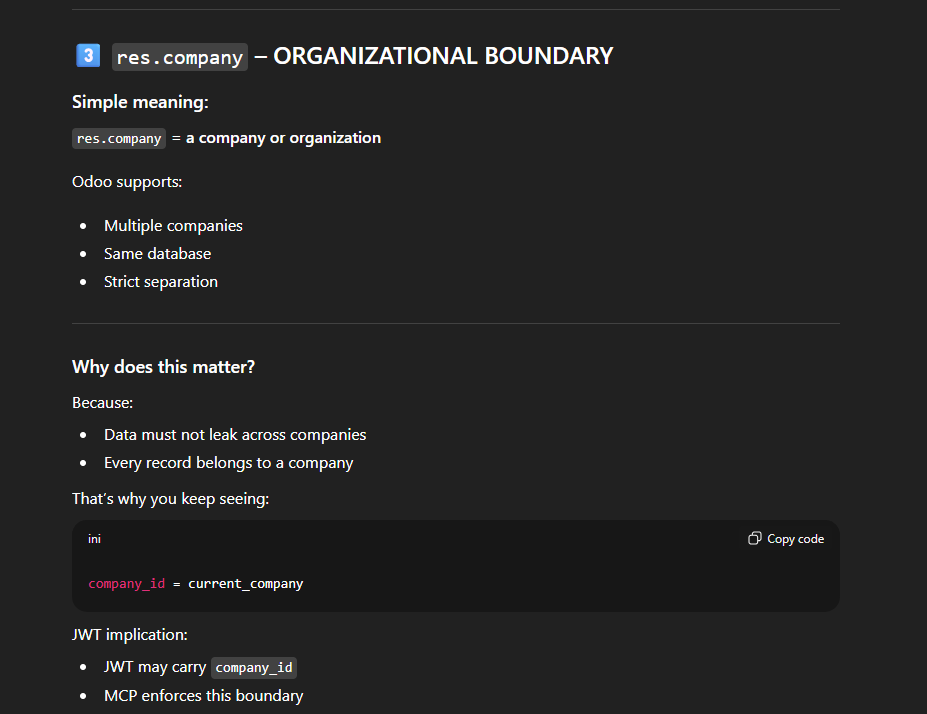 3 res.company – ORGANIZATIONAL BOUNDARY
Simple meaning:
res.company = a company or organization
Odoo supports:
• Multiple companies
• Same database
• Strict separation
Why does this matter?
Because:
• Data must not leak across companies
• Every record belongs to a company
That’s why you keep seeing:
ini
Copy code
company_id = current_company
JWT implication:
• JWT may carry company_id
• MCP enforces this boundary